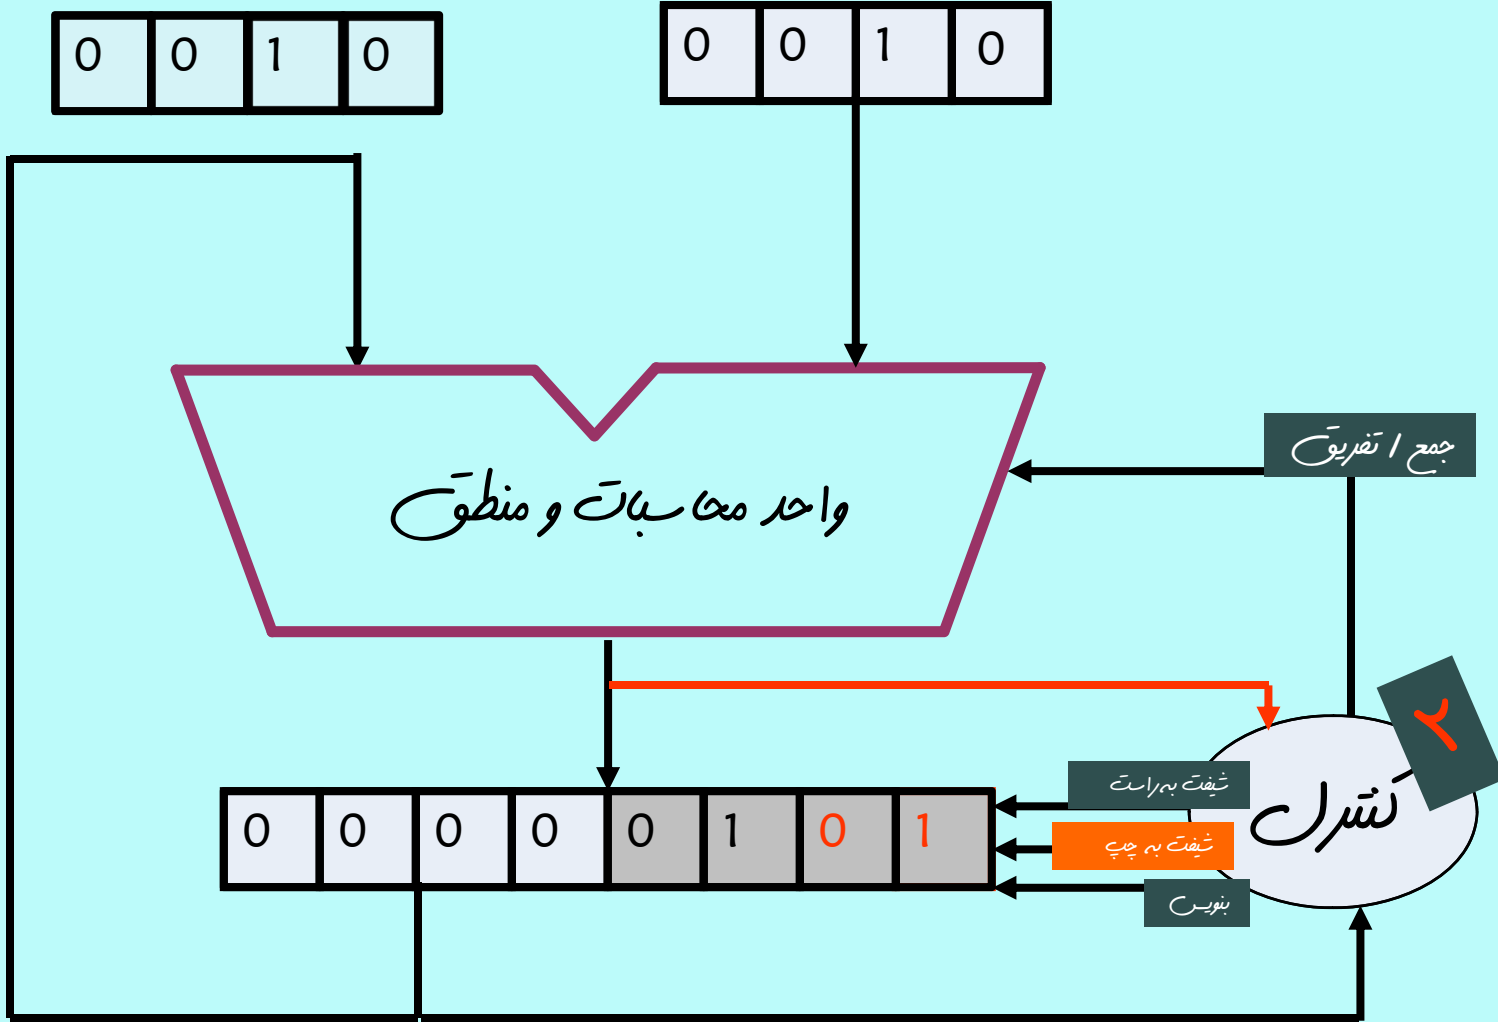 0 0 1 0
0 0 1 0
جمع / تفریق
واحد محاسبات و منطق
۲
شیفت به راست
کنترل
0 0 0 0 0 1 0 1
شیفت به چپ
بنویس